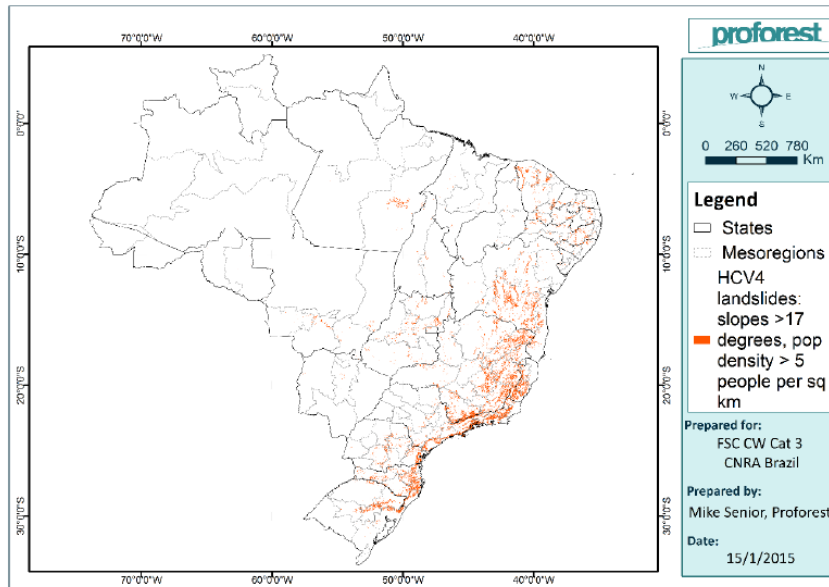 proforest
70°0'0"W 60°0'0"W 50°0'0"W 40°0'0"W
0°0'0"
10°0'0"S
20°0'0"S
30°0'0"S
0°0'0"
10°0'0"S
20°0'0"S
30°0'0"S
70°0'0"W 60°0'0"W 50°0'0"W 40°0'0"W
N
W E
S
0 260 520 780
Km
Legend
States
Mesoregions
HCV4
landslides:
slopes >17
degrees, pop
density > 5
people per sq
km
Prepared for:
FSC CW Cat 3
CNRA Brazil
Prepared by:
Mike Senior, Proforest
Date:
15/1/2015